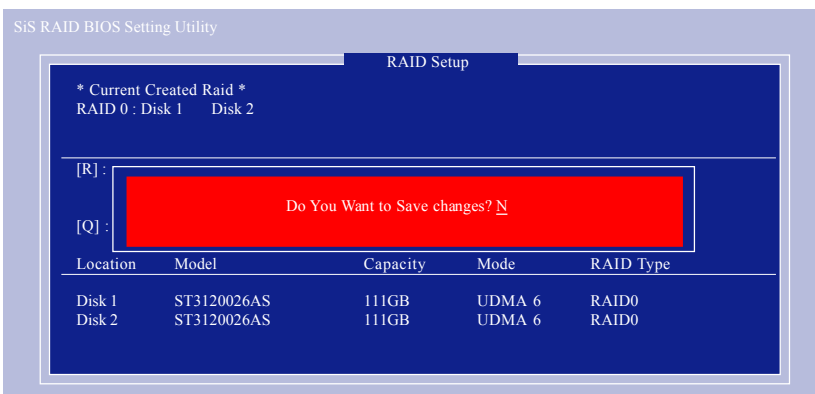 SiS RAID BIOS Setting Utility
RAID Setup
* Current Created Raid *
RAID 0 : Disk 1 Disk 2
[R] :
Do You Want to Save changes? N
[Q] :
Location Model Capacity Mode RAID Type
Disk 1 ST3120026AS 111GB UDMA 6 RAID0
Disk 2 ST3120026AS 111GB UDMA 6 RAID0